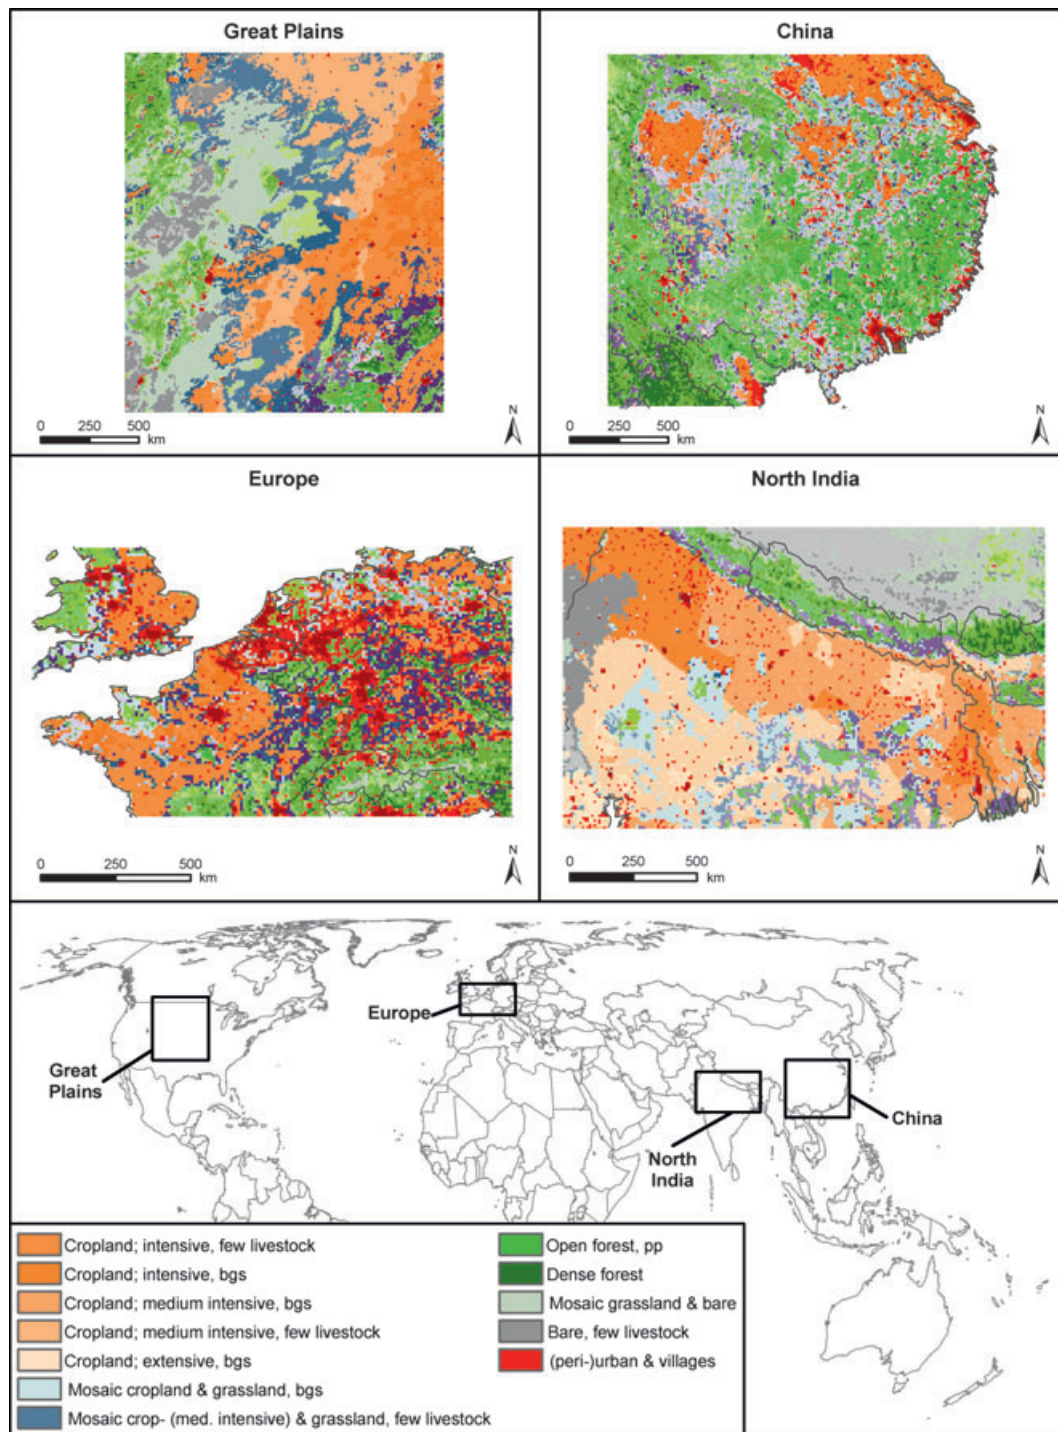 Great Plains
China
0 250 500
km
N
0 250 500
km
N
Europe
North India
0 250 500
km
N
0 250 500
km
N
Europe
Great
Plains
North
India
China
Cropland; intensive, few livestock
Cropland; intensive, bgs
Cropland; medium intensive, bgs
Cropland; medium intensive, few livestock
Cropland; extensive, bgs
Mosaic cropland & grassland, bgs
Mosaic crop- (med. intensive) & grassland, few livestock
Open forest, pp
Dense forest
Mosaic grassland & bare
Bare, few livestock
(peri-)urban & villages